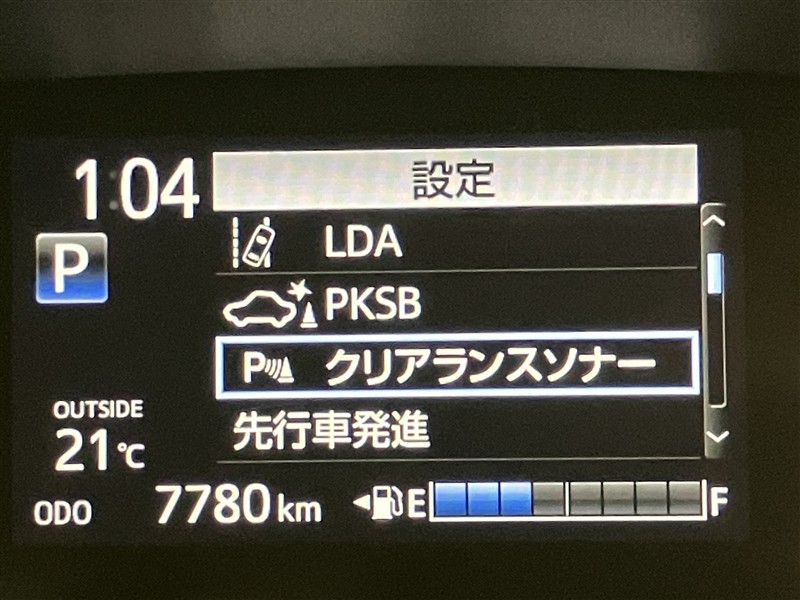 1:04
設定
P
LDA
PKSB
P クリアランスソナー
先行車発進
OUTSIDE
21℃
ODO 7780 km
E F